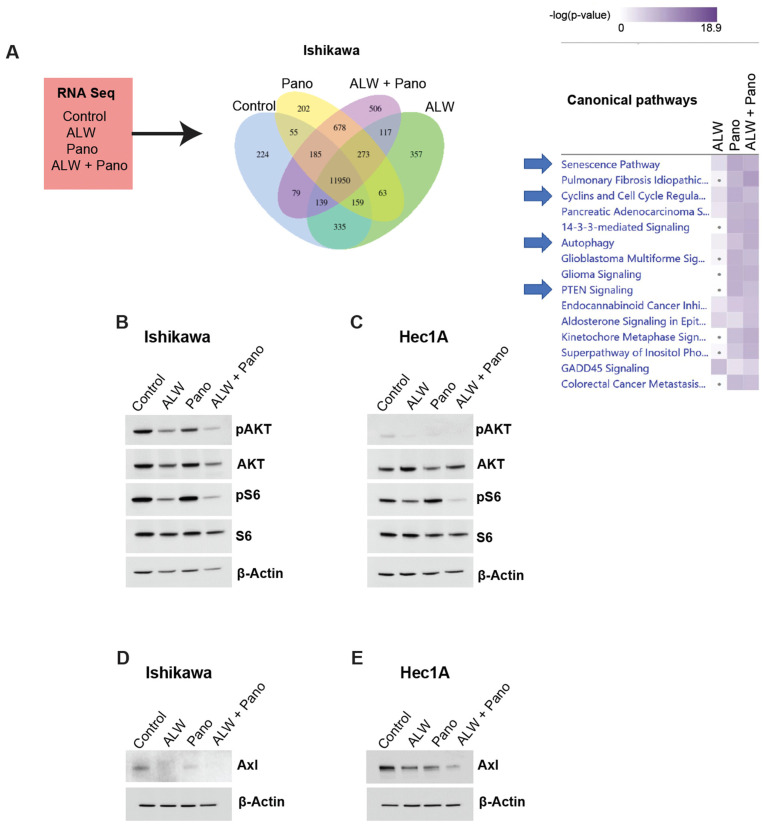 A
RNA Seq
Control
ALW
Pano
ALW + Pano
Ishikawa
Control
Pano
ALW + Pano
ALW
202
506
55
678
117
224
185
273
357
11950
79
139
159
63
335
-log(p-value)
0
18.9
Canonical pathways
ALW
Pano
ALW + Pano
Senescence Pathway
Pulmonary Fibrosis Idiopathic...
Cyclins and Cell Cycle Regula...
Pancreatic Adenocarcinoma S...
14-3-3-mediated Signaling
Autophagy
Glioblastoma Multiforme Sig...
Glioma Signaling
PTEN Signaling
Endocannabinoid Cancer Inhi...
Aldosterone Signaling in Epit...
Kinetochore Metaphase Sign...
Superpathway of Inositol Pho...
GADD45 Signaling
Colorectal Cancer Metastasis...
B
Ishikawa
Control
ALW
Pano
ALW + Pano
pAKT
AKT
pS6
S6
β-Actin
C
Hec1A
Control
ALW
Pano
ALW + Pano
pAKT
AKT
pS6
S6
β-Actin
D
Ishikawa
Control
ALW
Pano
ALW + Pano
Axl
β-Actin
E
Hec1A
Control
ALW
Pano
ALW + Pano
Axl
β-Actin